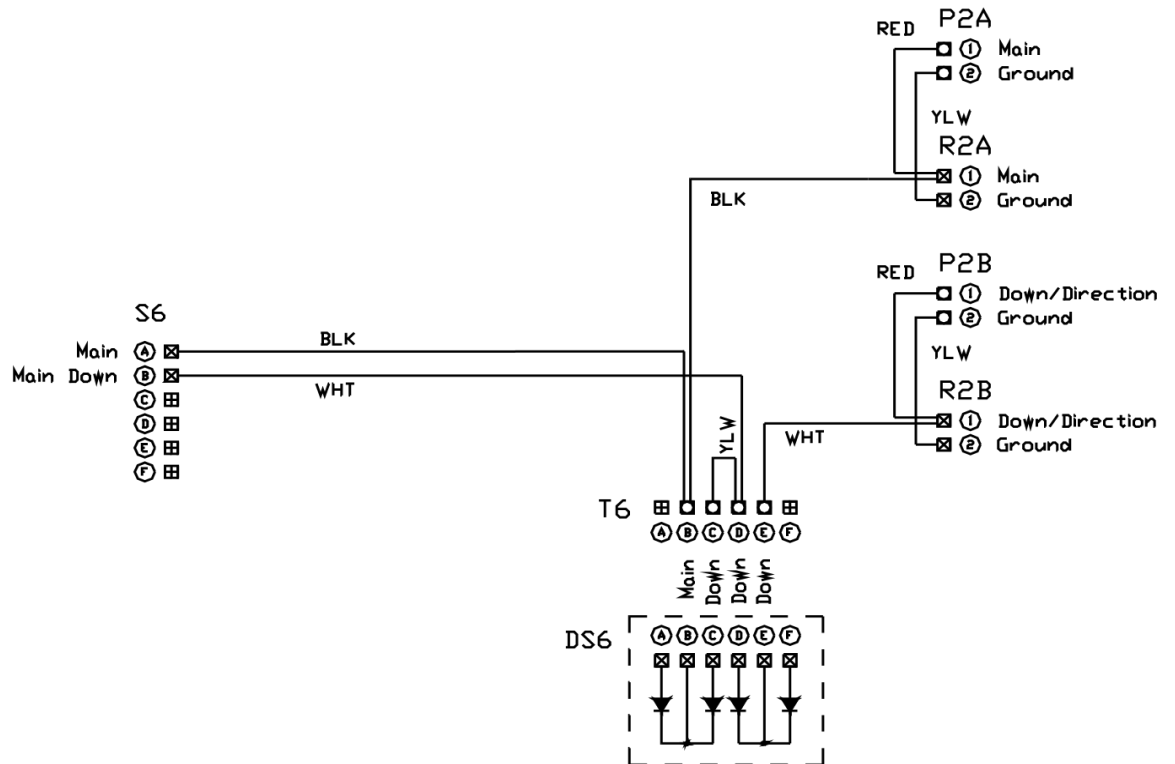 P2A
RED
1 Main
2 Ground
YLW
R2A
1 Main
2 Ground
BLK
P2B
RED
1 Down/Direction
2 Ground
YLW
R2B
1 Down/Direction
2 Ground
WHT
S6
Main A
Main Down B
C
D
E
F
BLK
WHT
YLW
T6
A B C D E F
Main
Down
Down
Down
DS6
A B C D E F